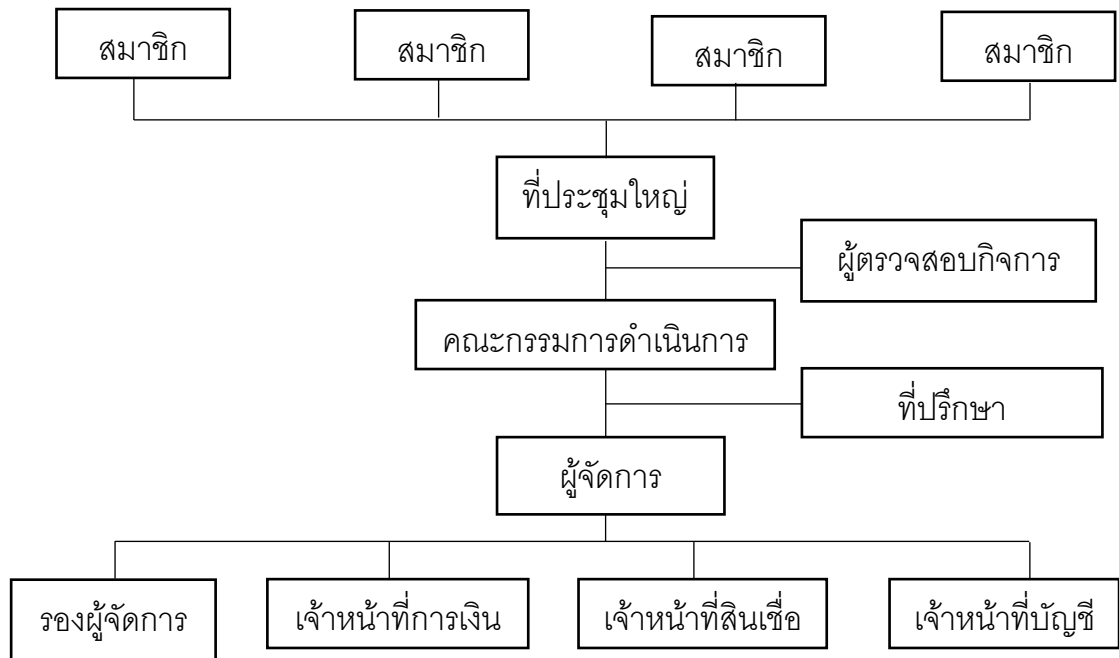 สมาชิก
สมาชิก
สมาชิก
สมาชิก
ที่ประชุมใหญ่
ผู้ตรวจสอบกิจการ
คณะกรรมการดำเนินการ
ที่ปรึกษา
ผู้จัดการ
รองผู้จัดการ
เจ้าหน้าที่การเงิน
เจ้าหน้าที่สินเชื่อ
เจ้าหน้าที่บัญชี